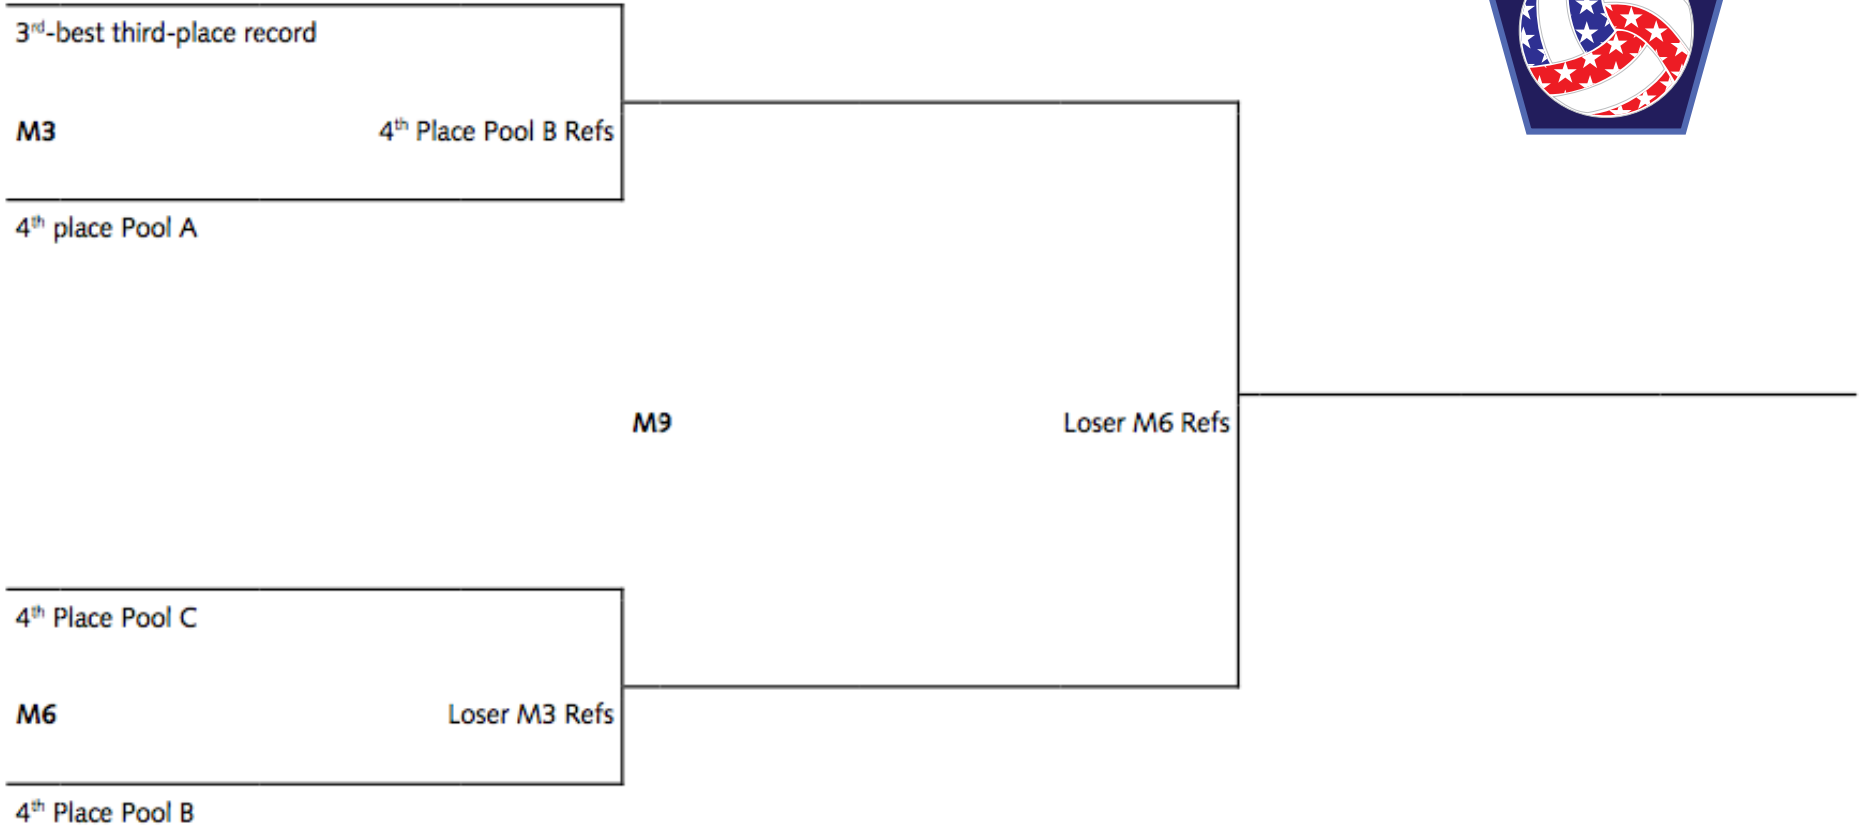 3rd-best third-place record
M3 4th Place Pool B Refs
4th place Pool A
M9 Loser M6 Refs
4th Place Pool C
M6 Loser M3 Refs
4th Place Pool B